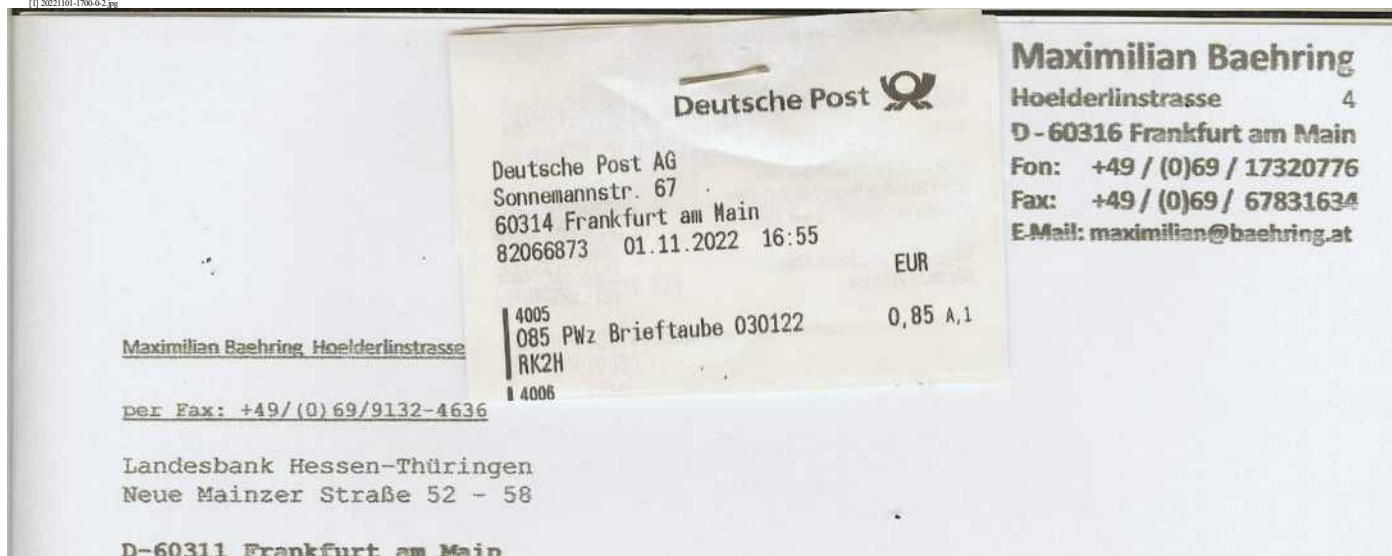 [1] 20221101-1700-0-2.jpg
Deutsche Post
Deutsche Post AG
Sonnemannstr. 67
60314 Frankfurt am Main
82066873 01.11.2022 16:55
EUR
4005
085 PWz Brieftaube 030122 0,85 A,1
RK2H
4006
Maximilian Baehring
Hoelderlinstrasse 4
D-60316 Frankfurt am Main
Fon: +49 / (0)69 / 17320776
Fax: +49 / (0)69 / 67831634
E-Mail: maximilian@baehring.at
Maximilian Baehring Hoelderlinstrasse
per Fax: +49/(0)69/9132-4636
Landesbank Hessen-Thüringen
Neue Mainzer Straße 52 - 58
D-60311 Frankfurt am Main